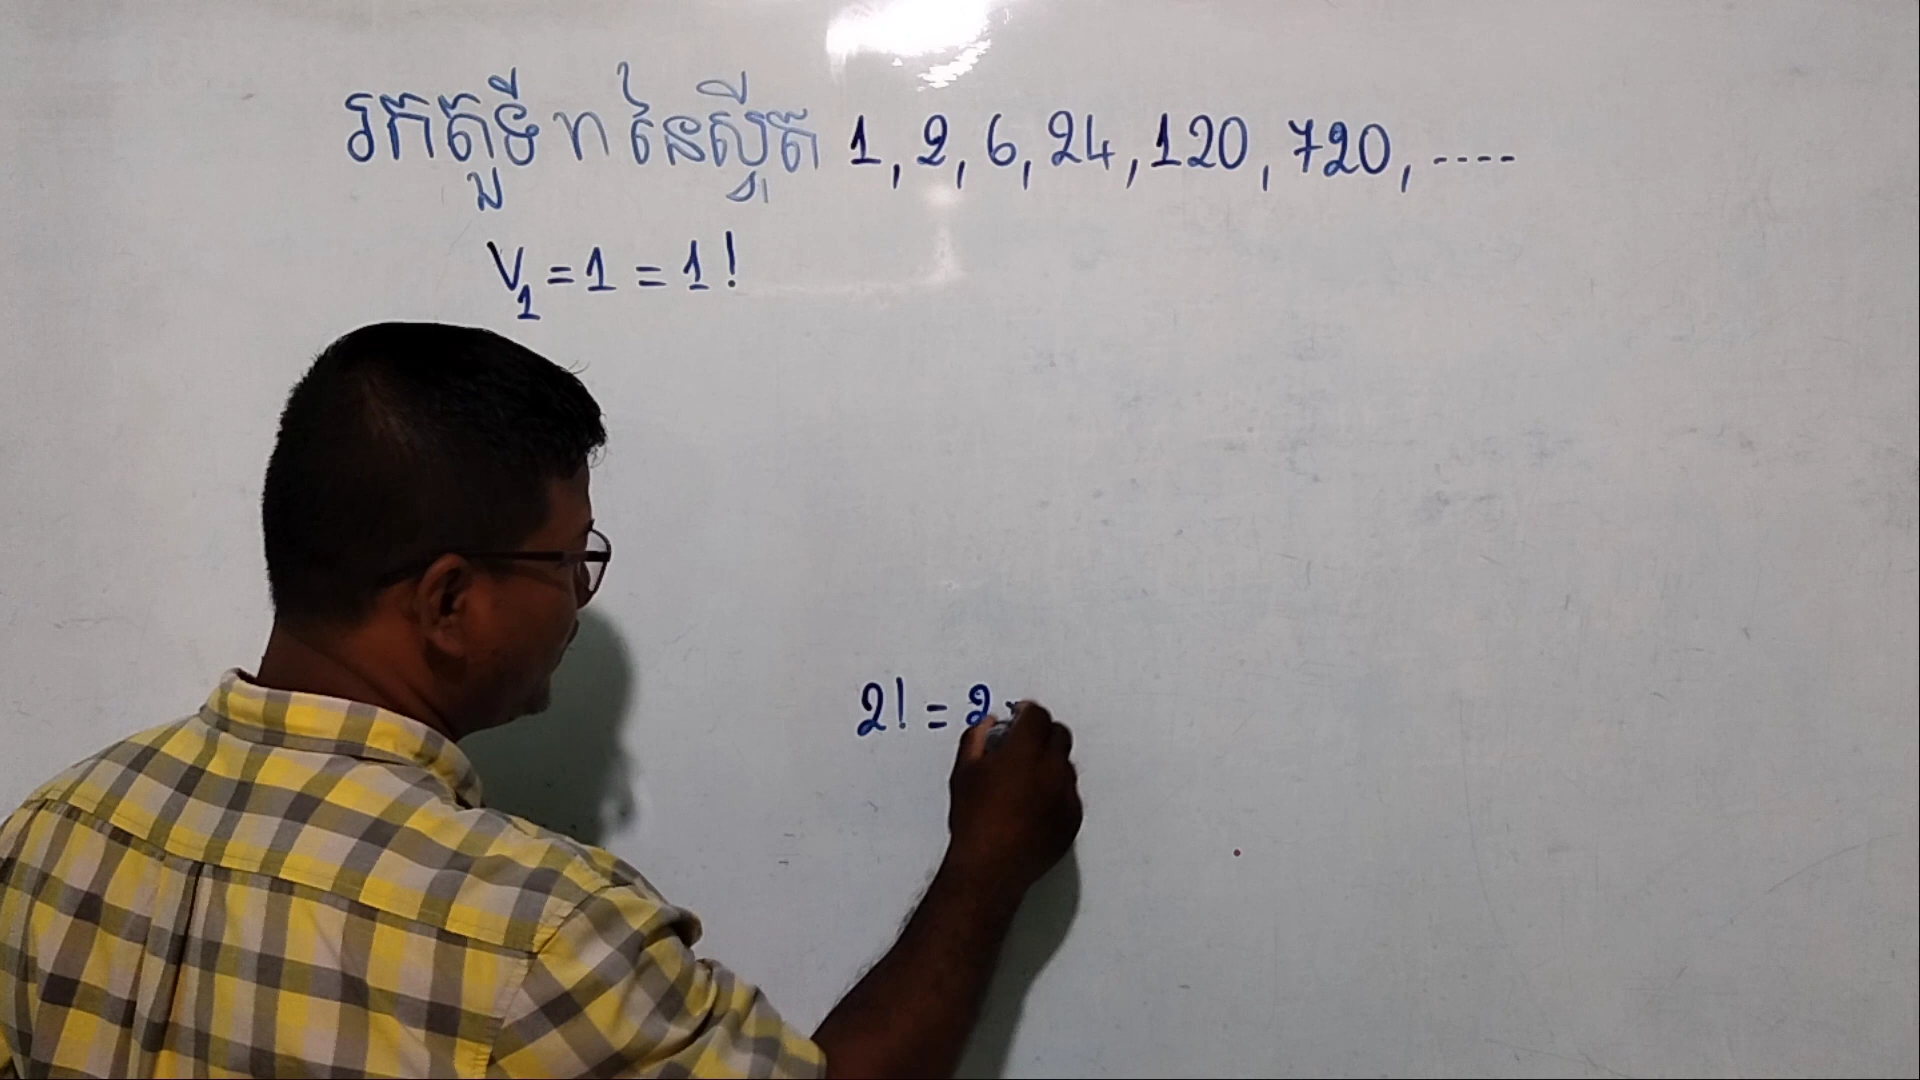 រកតួទី n នៃស្វ៊ីត 1, 2, 6, 24, 120, 720, ....
V₁ = 1 = 1!
2! = 2